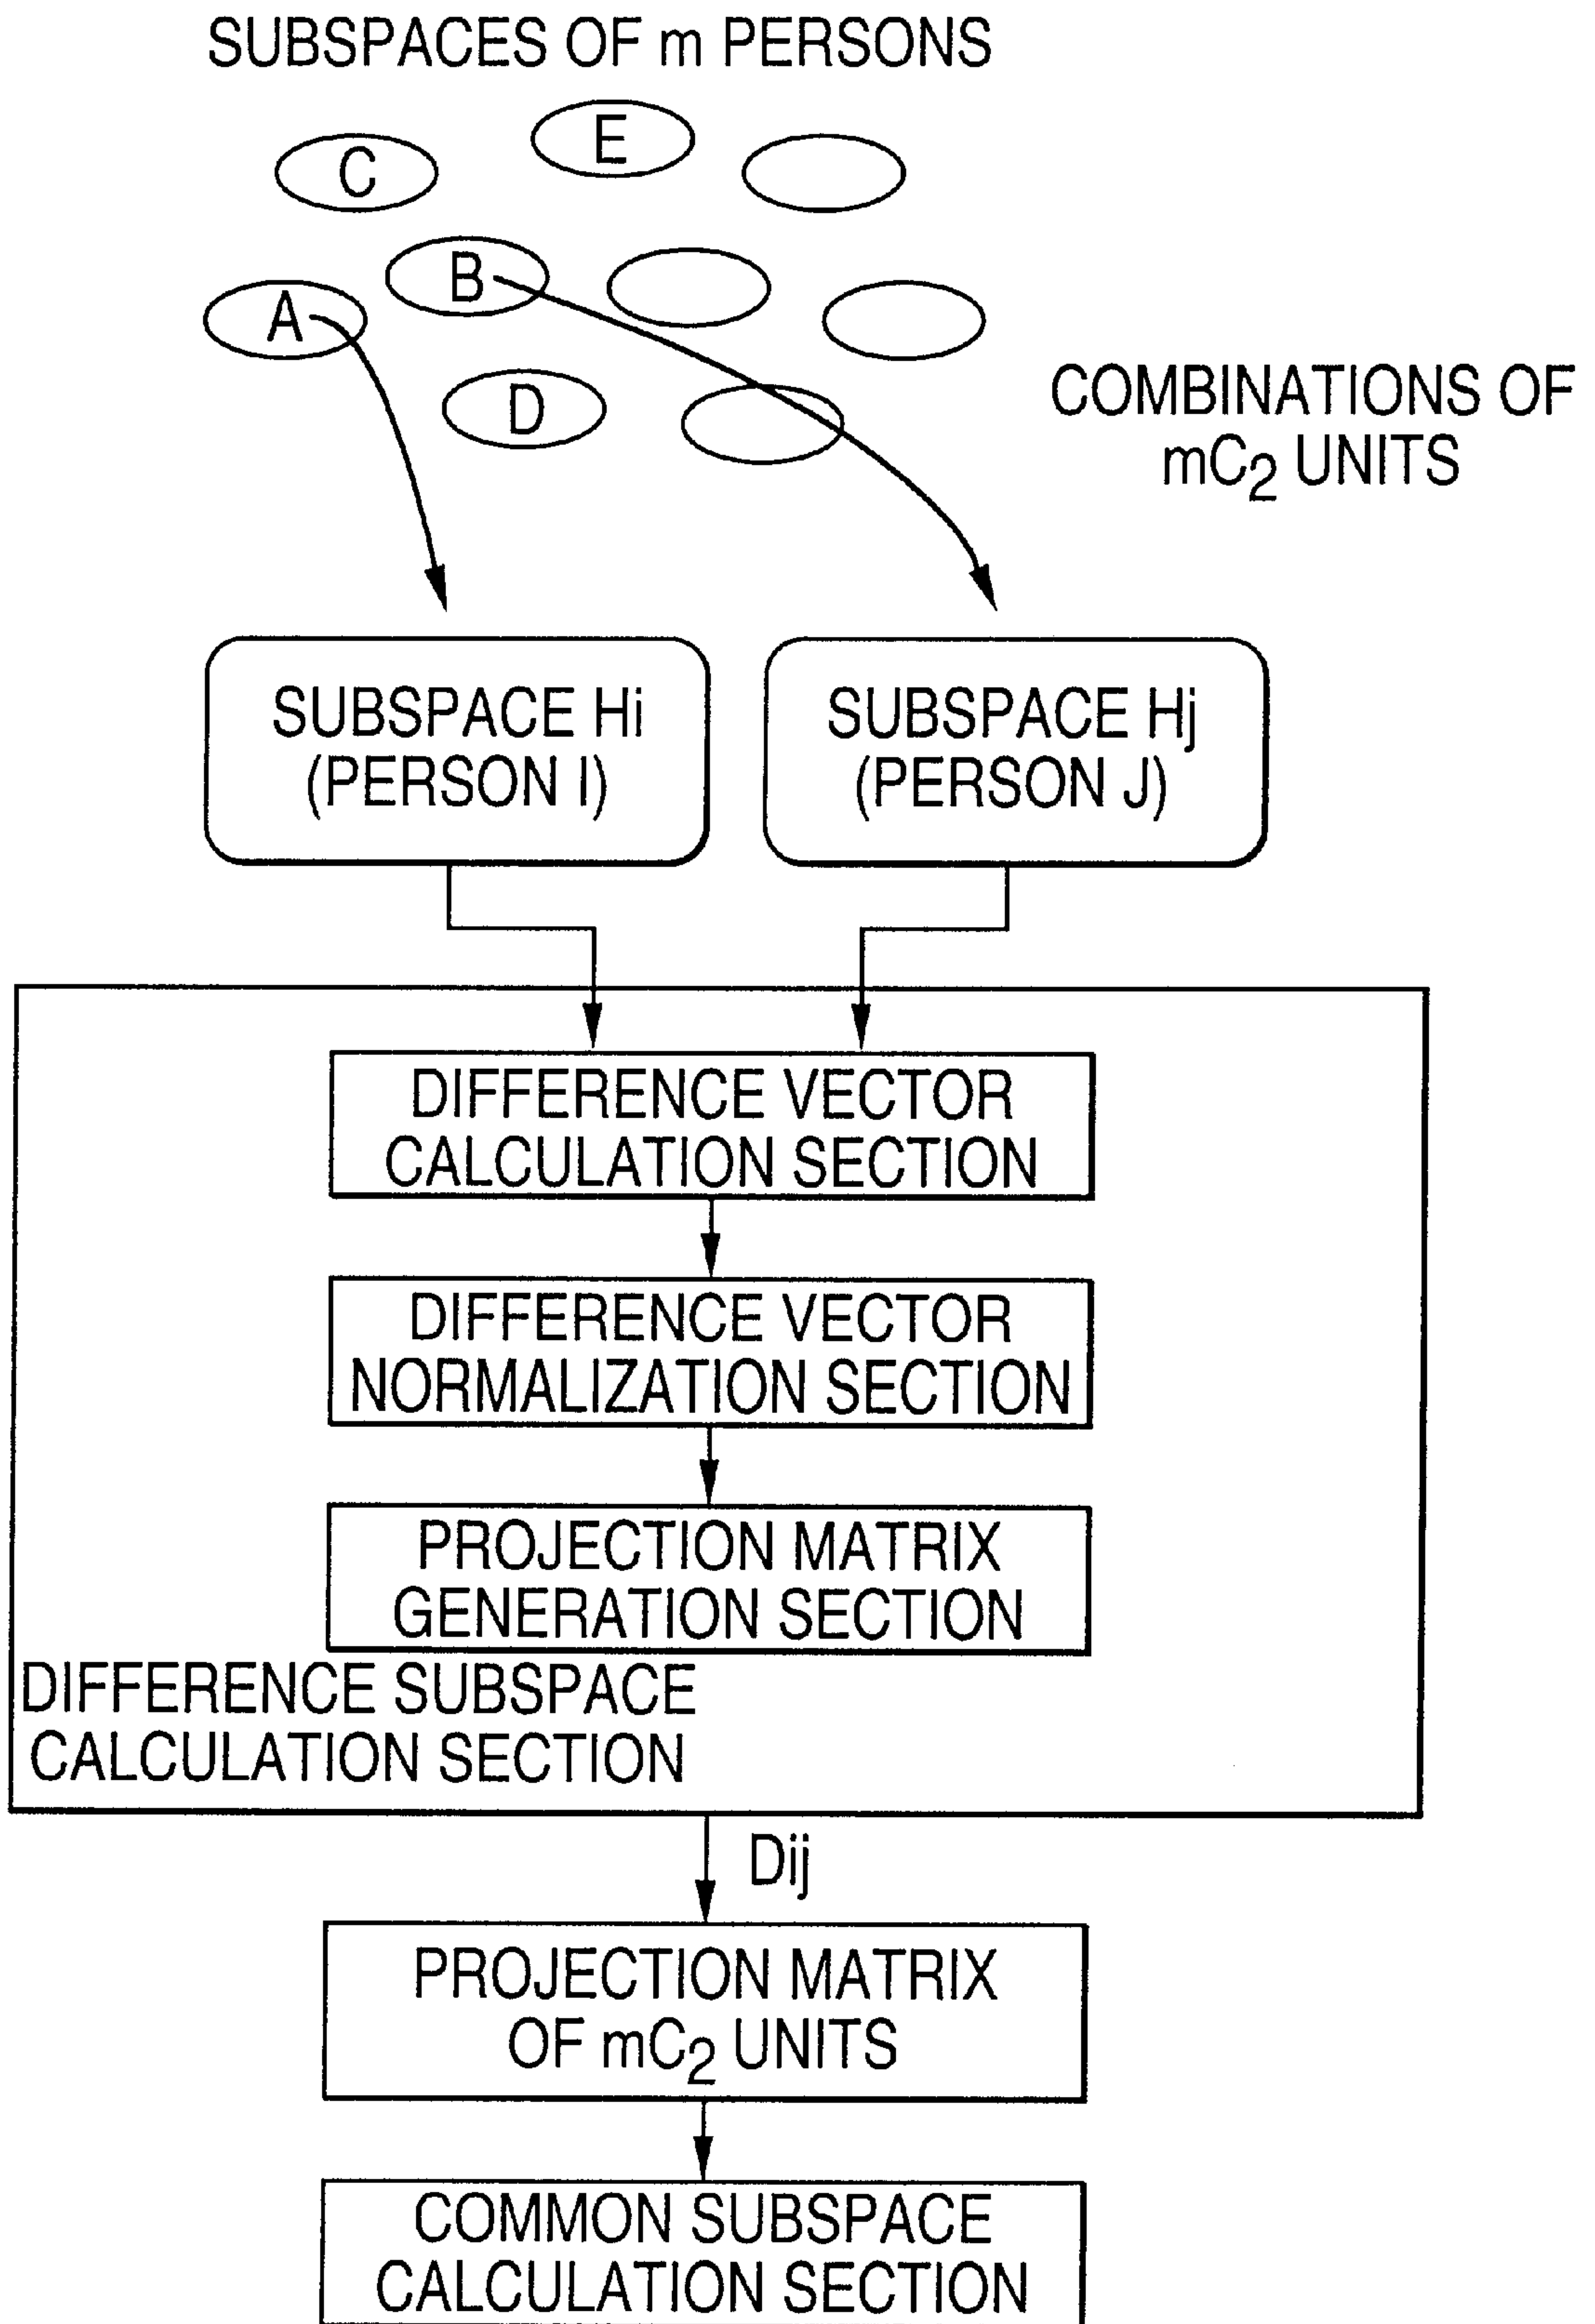 SUBSPACES OF m PERSONS
E
C
B
A
D
COMBINATIONS OF
mC₂ UNITS
SUBSPACE Hi
(PERSON I)
SUBSPACE Hj
(PERSON J)
DIFFERENCE VECTOR
CALCULATION SECTION
DIFFERENCE VECTOR
NORMALIZATION SECTION
PROJECTION MATRIX
GENERATION SECTION
DIFFERENCE SUBSPACE
CALCULATION SECTION
Dij
PROJECTION MATRIX
OF mC₂ UNITS
COMMON SUBSPACE
CALCULATION SECTION